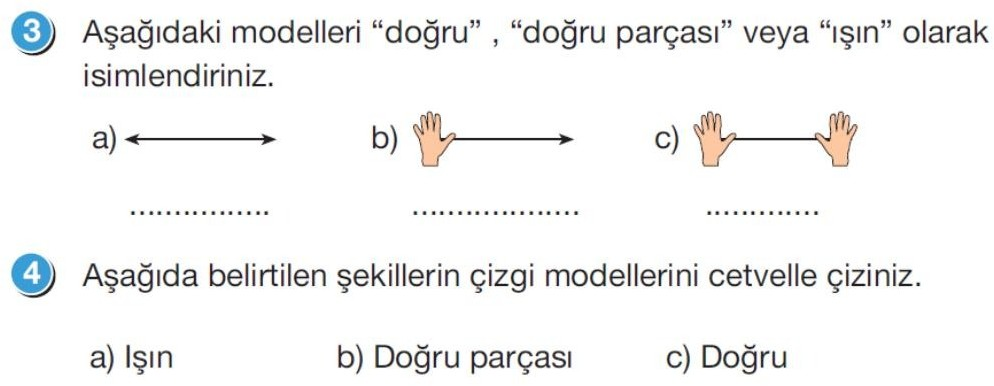 3 Aşağıdaki modelleri “doğru” , “doğru parçası” veya “ışın” olarak
isimlendiriniz.
a) b) c)
................ ................... .............
4 Aşağıda belirtilen şekillerin çizgi modellerini cetvelle çiziniz.
a) Işın b) Doğru parçası c) Doğru